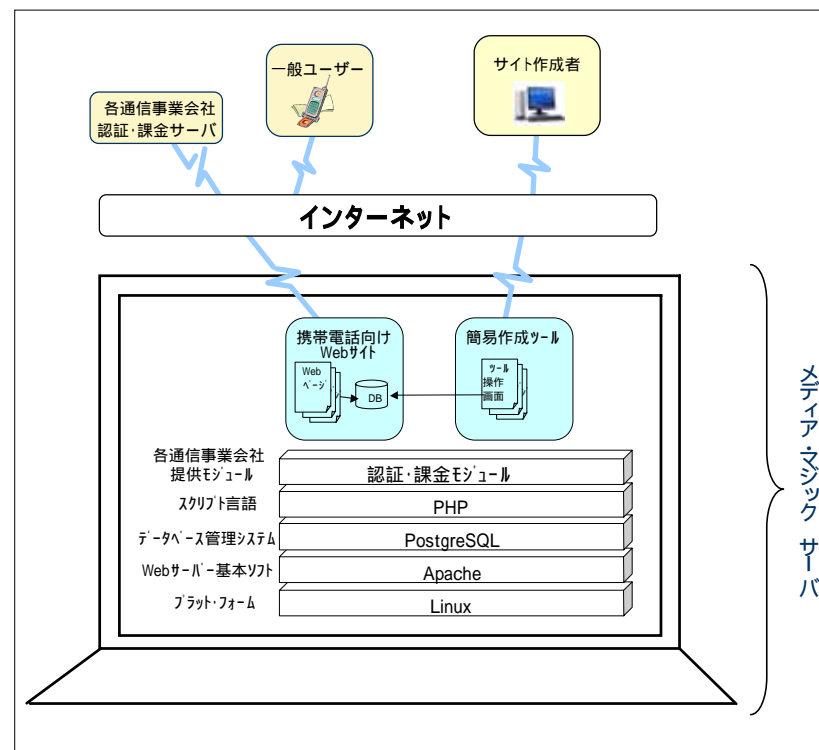 一般ユーザー
サイト作成者
各通信事業会社
認証･課金サーバ
インターネット
携帯電話向け
Webｻｲﾄ
Web
ﾍﾟｰｼﾞ
DB
簡易作成ﾂｰﾙ
ﾂｰﾙ
操作
画面
各通信事業会社
提供ﾓｼﾞｭｰﾙ
認証･課金ﾓｼﾞｭｰﾙ
ｽｸﾘﾌﾟﾄ言語
PHP
ﾃﾞｰﾀﾍﾞｰｽ管理ｼｽﾃﾑ
PostgreSQL
Webｻｰﾊﾞｰ基本ｿﾌﾄ
Apache
ﾌﾟﾗｯﾄ･ﾌｫｰﾑ
Linux
メディア･マジック サーバ